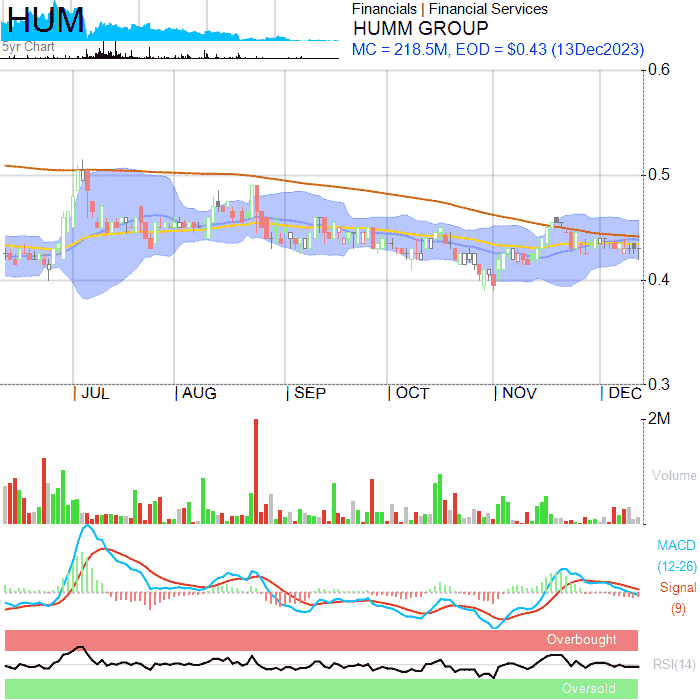 HUM
5yr Chart
Financials | Financial Services
HUMM GROUP
MC = 218.5M, EOD = $0.43 (13Dec2023)
0.6
0.5
0.4
0.3
JUL AUG SEP OCT NOV DEC
2M
Volume
MACD
(12-26)
Signal
(9)
Overbought
RSI(14)
Oversold